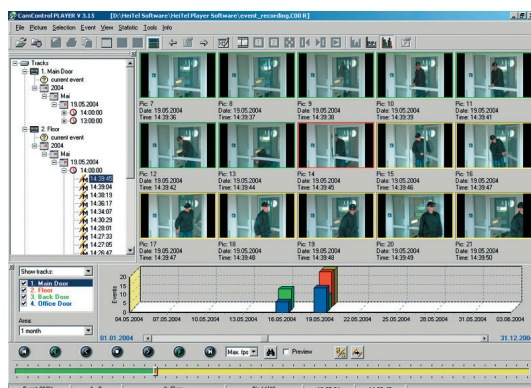 CamControl PLAYER V 3.15 [D:\HeiTel Software\HeiTel Player Software\event_recording.C00 R]
File Picture Selection Event View Statistic Tools Info
Tracks
1. Main Door
current event
2004
Mai
19.05.2004
14:00:00
13:00:00
2. Floor
current event
2004
Mai
19.05.2004
14:00:00
14:39:45
14:39:04
14:38:19
14:36:17
14:34:07
14:30:29
14:28:01
14:27:33
14:27:05
14:26:47
Pic: 7 Pic: 8 Pic: 9 Pic: 10 Pic: 11
Date: 19.05.2004 Date: 19.05.2004 Date: 19.05.2004 Date: 19.05.2004 Date: 19.05.2004
Time: 14:39:36 Time: 14:39:37 Time: 14:39:38 Time: 14:39:39 Time: 14:39:41
Pic: 12 Pic: 13 Pic: 14 Pic: 15 Pic: 16
Date: 19.05.2004 Date: 19.05.2004 Date: 19.05.2004 Date: 19.05.2004 Date: 19.05.2004
Time: 14:39:42 Time: 14:39:44 Time: 14:39:45 Time: 14:39:46 Time: 14:39:47
Pic: 17 Pic: 18 Pic: 19 Pic: 20 Pic: 21
Date: 19.05.2004 Date: 19.05.2004 Date: 19.05.2004 Date: 19.05.2004 Date: 19.05.2004
Time: 14:39:47 Time: 14:39:48 Time: 14:39:48 Time: 14:39:49 Time: 14:39:50
Show tracks:
1. Main Door
2. Floor
3. Back Door
4. Office Door
Area:
1 month
Events
20
15
10
5
0
04.05.2004 07.05.2004 10.05.2004 13.05.2004 16.05.2004 19.05.2004 22.05.2004 25.05.2004 28.05.2004 31.05.2004 03.06.2004
01.01.2004 31.12.2004
Max. fps Preview